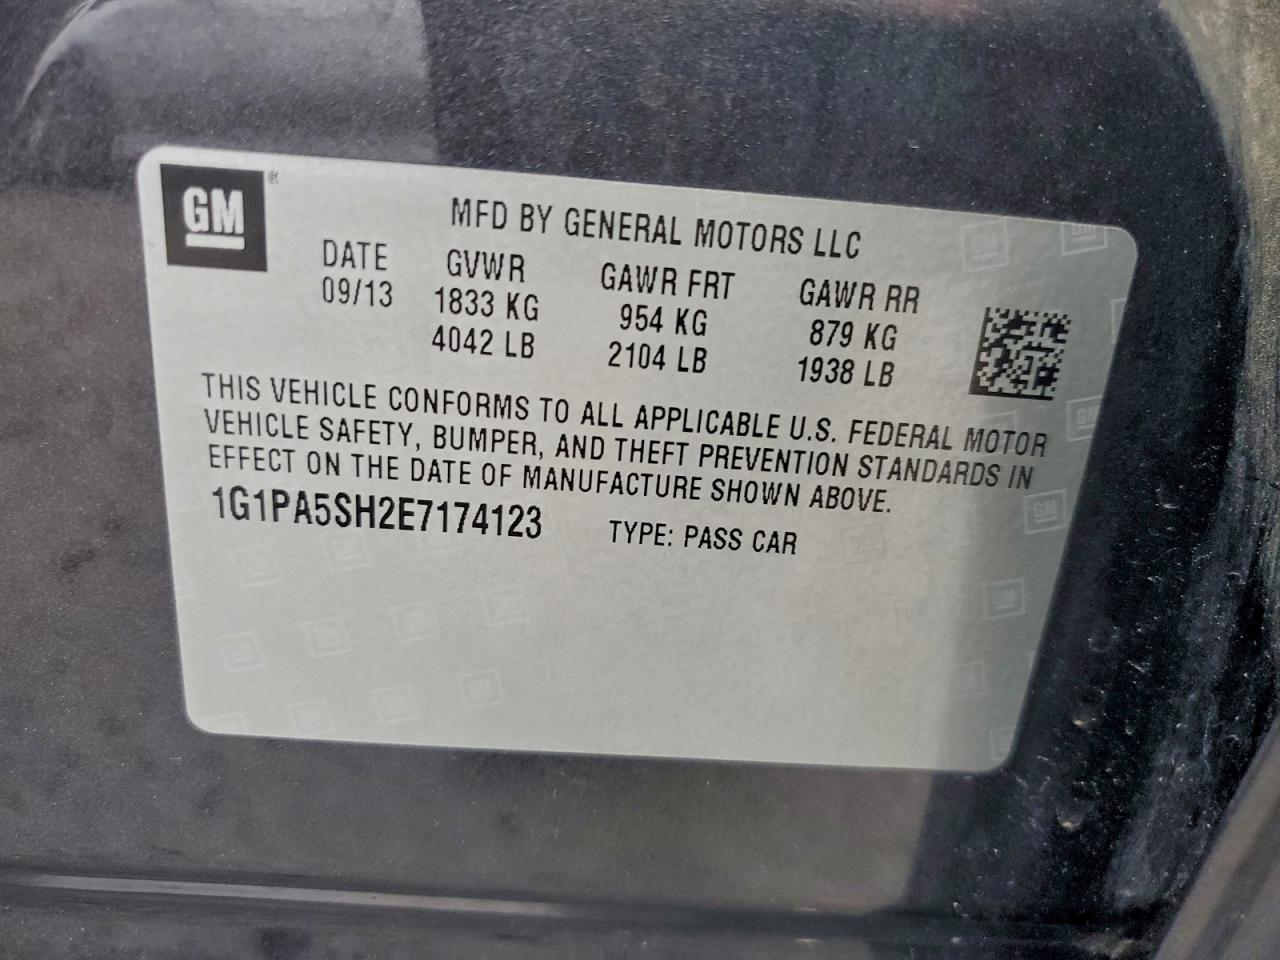 GM®
MFD BY GENERAL MOTORS LLC
DATE GVWR GAWR FRT GAWR RR
09/13 1833 KG 954 KG 879 KG
4042 LB 2104 LB 1938 LB
THIS VEHICLE CONFORMS TO ALL APPLICABLE U.S. FEDERAL MOTOR
VEHICLE SAFETY, BUMPER, AND THEFT PREVENTION STANDARDS IN
EFFECT ON THE DATE OF MANUFACTURE SHOWN ABOVE.
1G1PA5SH2E7174123 TYPE: PASS CAR